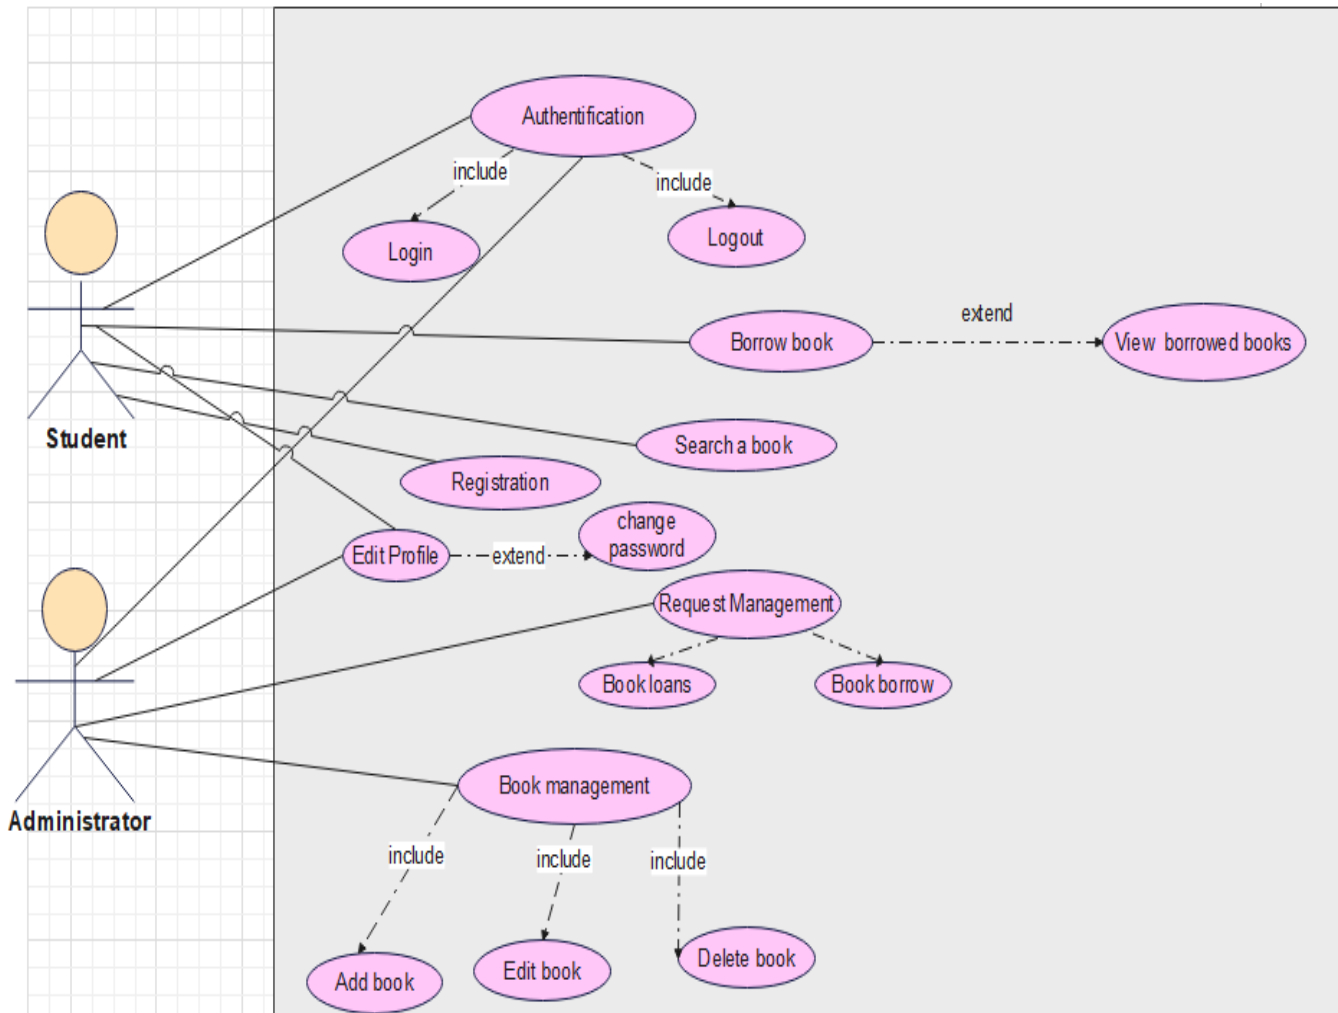 Authentification
include
include
Login
Logout
extend
Borrow book
View borrowed books
Student
Search a book
Registration
change
password
Edit Profile
extend
Request Management
Book loans
Book borrow
Book management
Administrator
include
include
include
Add book
Edit book
Delete book